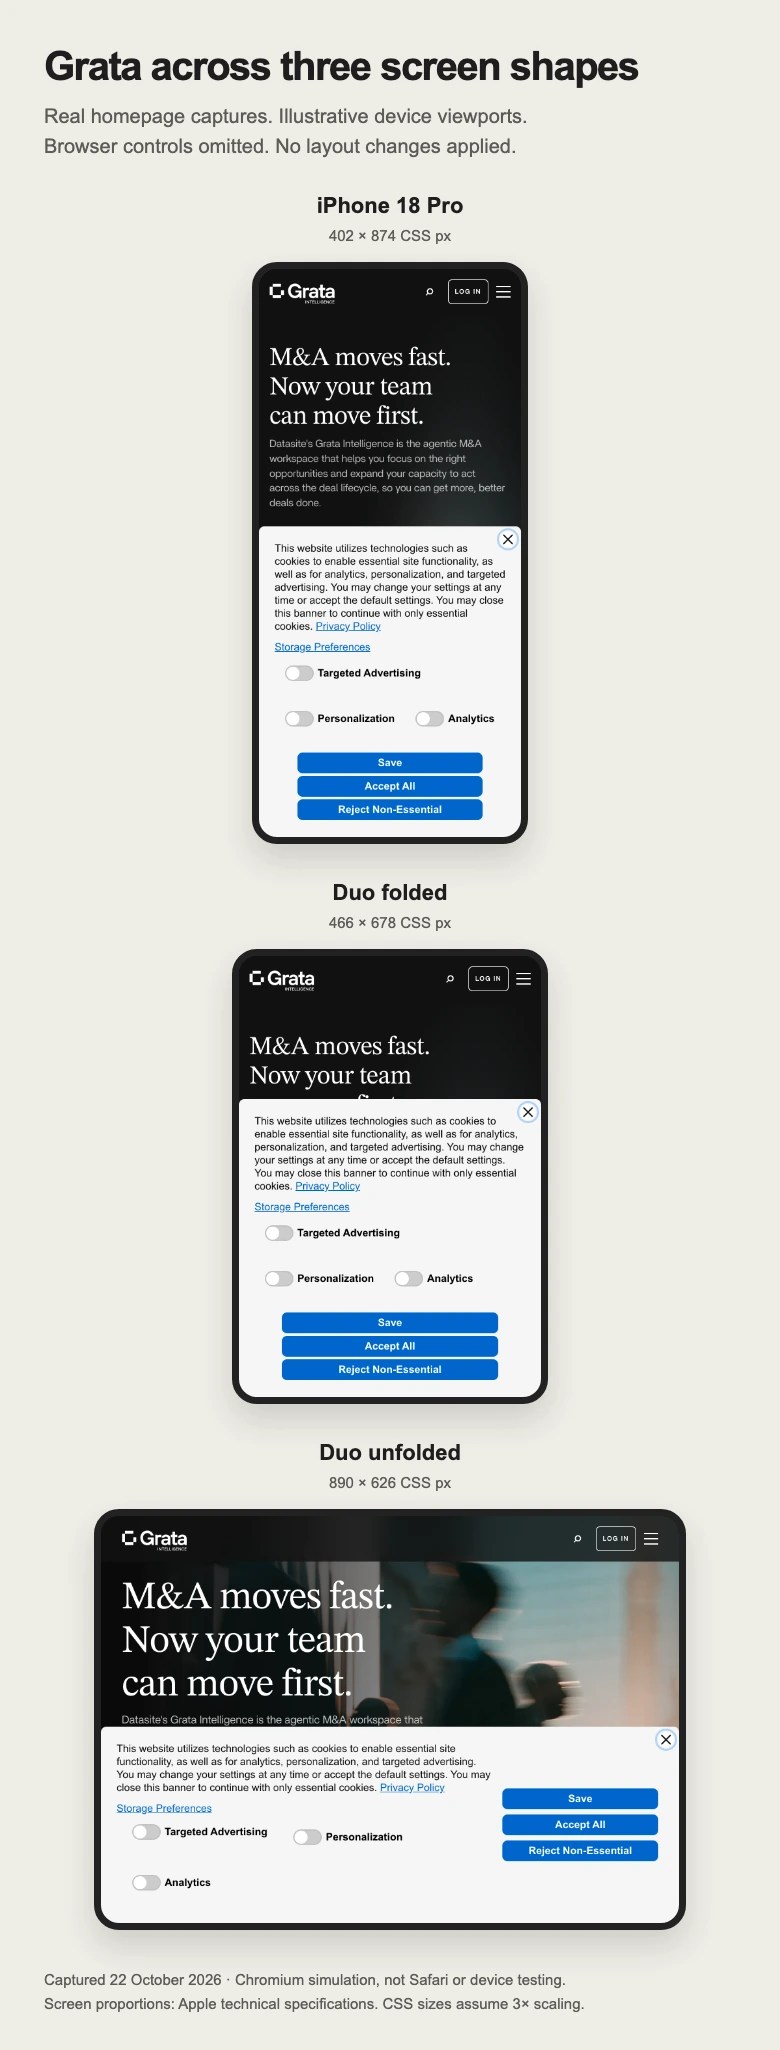 Grata across three screen shapes
Real homepage captures. Illustrative device viewports.
Browser controls omitted. No layout changes applied.
iPhone 18 Pro
402 × 874 CSS px
Grata
INTELLIGENCE
LOG IN
M&A moves fast.
Now your team
can move first.
Datasite's Grata Intelligence is the agentic M&A
workspace that helps you focus on the right
opportunities and expand your capacity to act
across the deal lifecycle, so you can get more, better
deals done.
This website utilizes technologies such as
cookies to enable essential site functionality, as
well as for analytics, personalization, and targeted
advertising. You may change your settings at any
time or accept the default settings. You may close
this banner to continue with only essential
cookies. Privacy Policy
Storage Preferences
Targeted Advertising
Personalization Analytics
Save
Accept All
Reject Non-Essential
Duo folded
466 × 678 CSS px
Grata
INTELLIGENCE
LOG IN
M&A moves fast.
Now your team
This website utilizes technologies such as cookies to
enable essential site functionality, as well as for analytics,
personalization, and targeted advertising. You may change
your settings at any time or accept the default settings.
You may close this banner to continue with only essential
cookies. Privacy Policy
Storage Preferences
Targeted Advertising
Personalization Analytics
Save
Accept All
Reject Non-Essential
Duo unfolded
890 × 626 CSS px
Grata
INTELLIGENCE
LOG IN
M&A moves fast.
Now your team
can move first.
Datasite's Grata Intelligence is the agentic M&A workspace that
This website utilizes technologies such as cookies to enable essential site
functionality, as well as for analytics, personalization, and targeted advertising.
You may change your settings at any time or accept the default settings. You may
close this banner to continue with only essential cookies. Privacy Policy
Storage Preferences
Targeted Advertising Personalization
Analytics
Save
Accept All
Reject Non-Essential
Captured 22 October 2026 · Chromium simulation, not Safari or device testing.
Screen proportions: Apple technical specifications. CSS sizes assume 3× scaling.